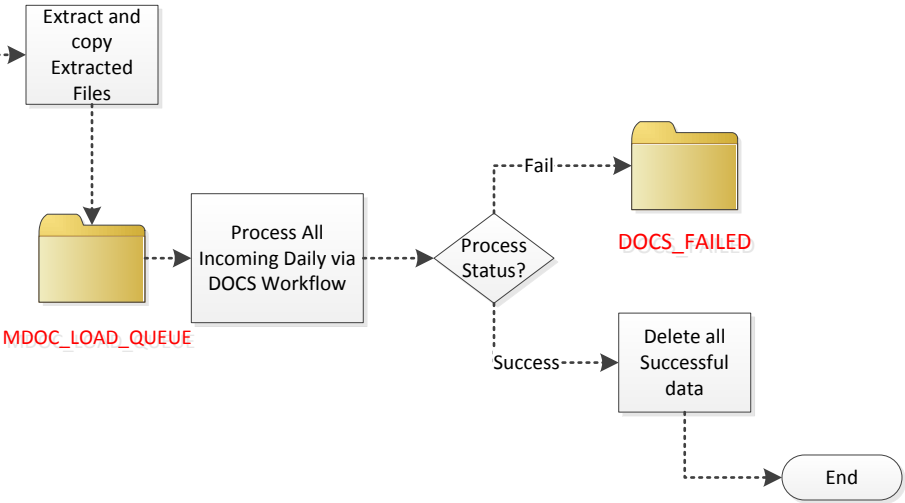 Extract and
copy
Extracted
Files
MDOC_LOAD_QUEUE
Process All
Incoming Daily via
DOCS Workflow
Process
Status?
Fail
DOCS_FAILED
Success
Delete all
Successful
data
End